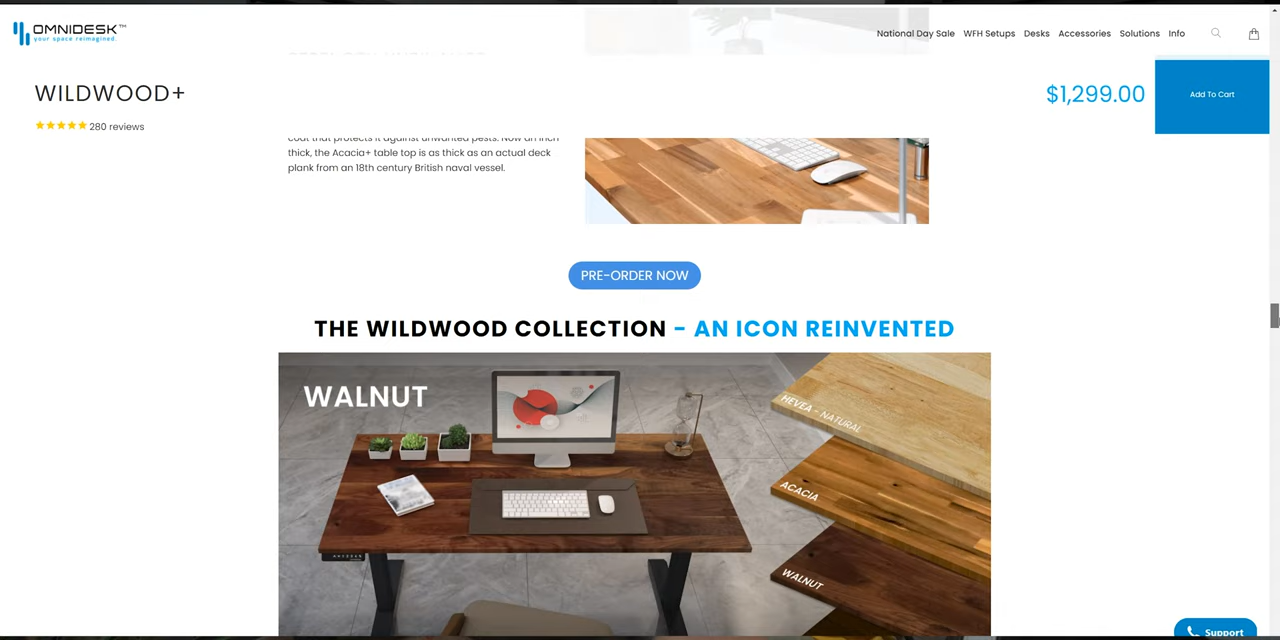 OMNIDESK™
your space reimagined.
National Day Sale WFH Setups Desks Accessories Solutions Info
WILDWOOD+
$1,299.00
Add To Cart
280 reviews
coat that protects it against unwanted pests. Now an inch
thick, the Acacia+ table top is as thick as an actual deck
plank from an 18th century British naval vessel.
PRE-ORDER NOW
THE WILDWOOD COLLECTION - AN ICON REINVENTED
WALNUT
HEVEA - NATURAL
ACACIA
WALNUT
Support